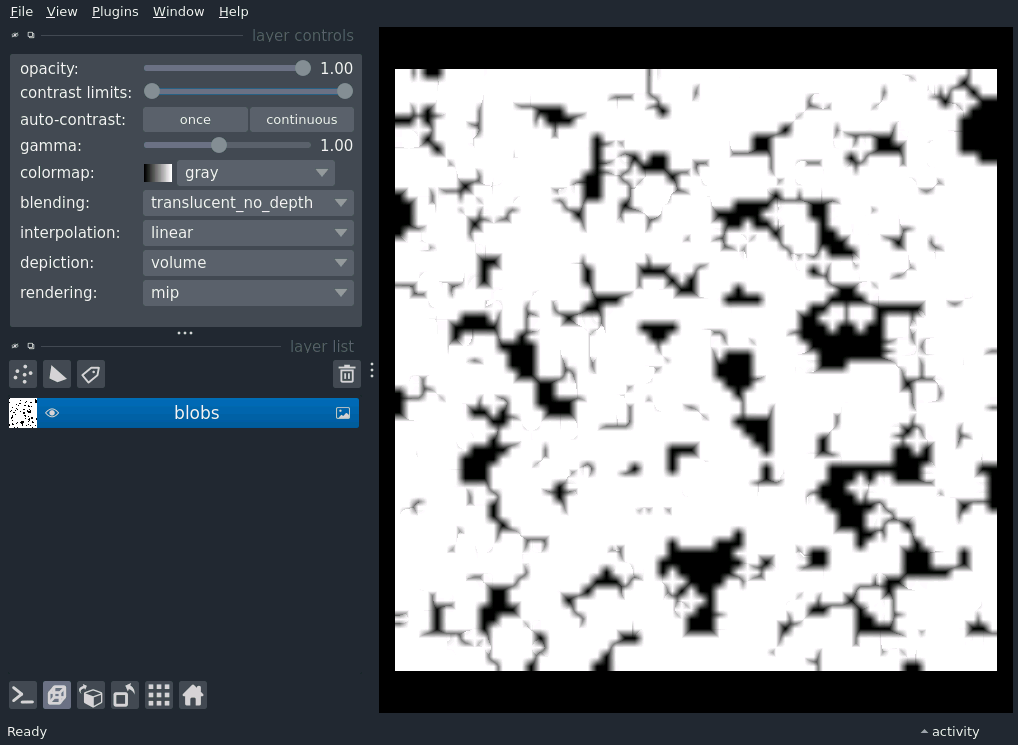 File View Plugins Window Help
layer controls
opacity: 1.00
contrast limits:
auto-contrast: once continuous
gamma: 1.00
colormap: gray
blending: translucent_no_depth
interpolation: linear
depiction: volume
rendering: mip
layer list
blobs
Ready activity